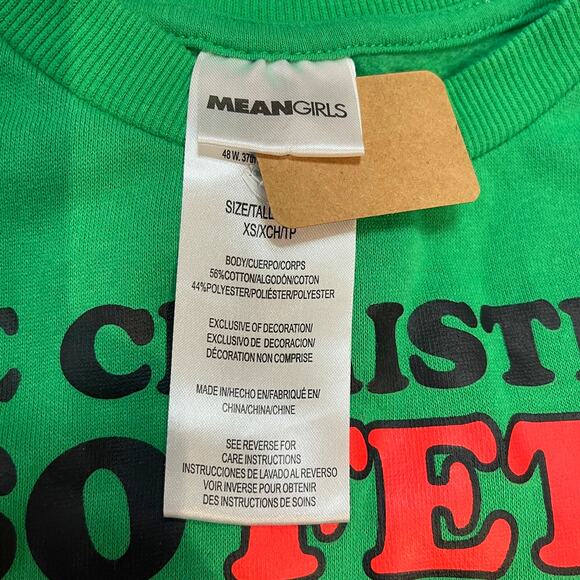 MEANGIRLS
48 W. 37th
SIZE/TALL
XS/XCH/TP
BODY/CUERPO/CORPS
56%COTTON/ALGODÓN/COTON
44%POLYESTER/POLIÉSTER/POLYESTER
EXCLUSIVE OF DECORATION/
EXCLUSIVO DE DECORACION/
DÉCORATION NON COMPRISE
MADE IN/HECHO EN/FABRIQUÉ EN/
CHINA/CHINA/CHINE
SEE REVERSE FOR
CARE INSTRUCTIONS
INSTRUCCIONES DE LAVADO AL REVERSO
VOIR INVERSE POUR OBTENIR
DES INSTRUCTIONS DE SOINS